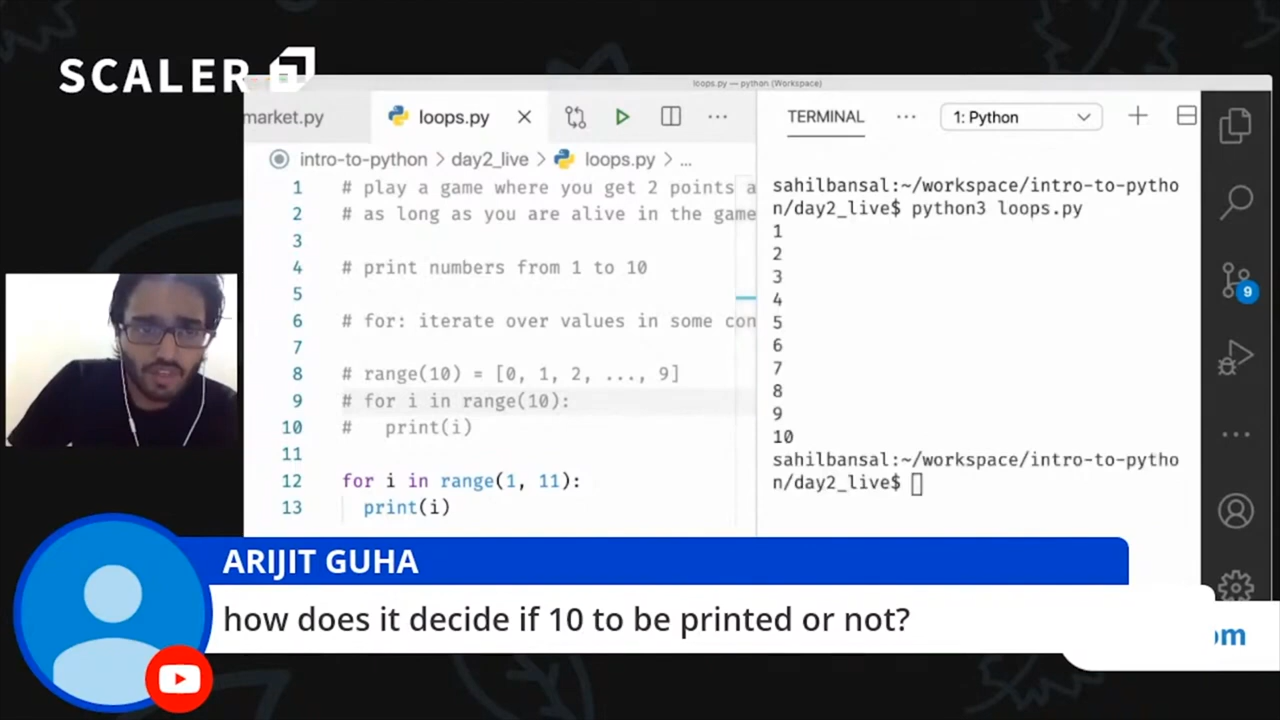 SCALER
loops.py — python (Workspace)
market.py
loops.py
TERMINAL
1: Python
intro-to-python > day2_live > loops.py > ...
1 # play a game where you get 2 points a
2 # as long as you are alive in the game
3
4 # print numbers from 1 to 10
5
6 # for: iterate over values in some con
7
8 # range(10) = [0, 1, 2, ..., 9]
9 # for i in range(10):
10 #   print(i)
11
12 for i in range(1, 11):
13   print(i)
sahilbansal:~/workspace/intro-to-pytho
n/day2_live$ python3 loops.py
1
2
3
4
5
6
7
8
9
10
sahilbansal:~/workspace/intro-to-pytho
n/day2_live$
9
ARIJIT GUHA
how does it decide if 10 to be printed or not?